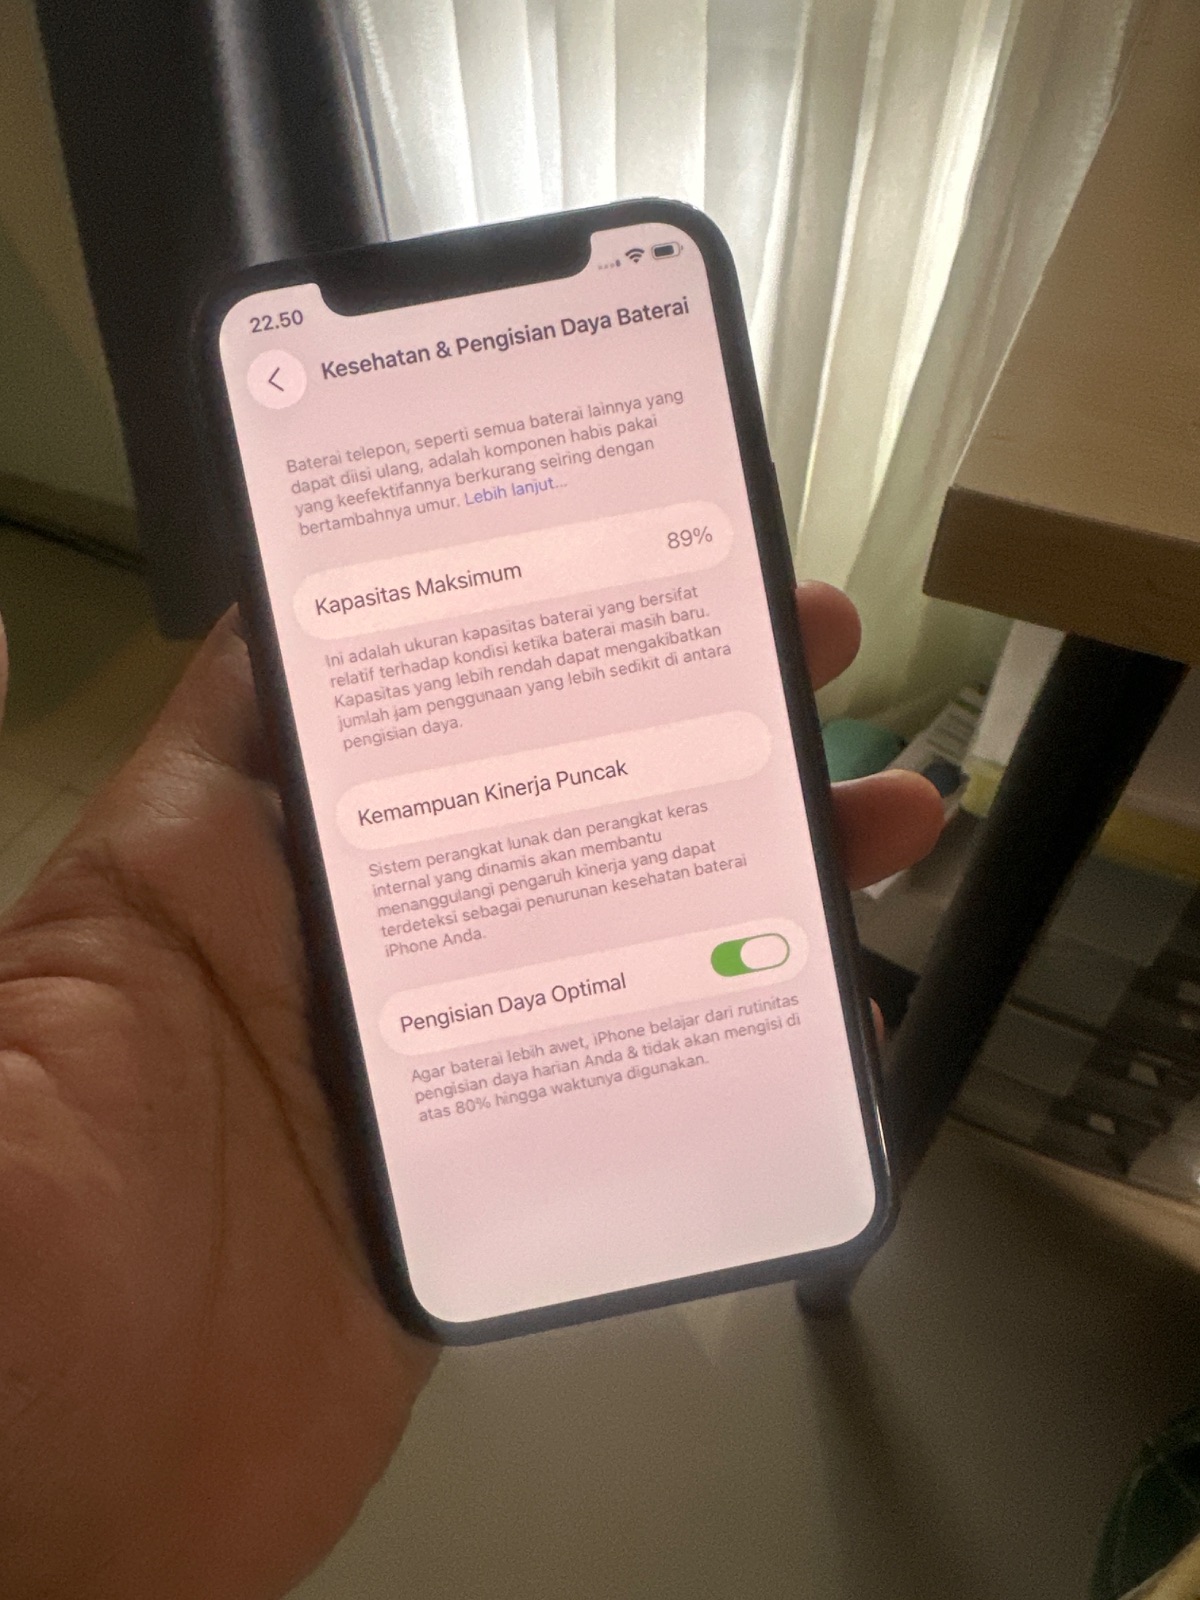 22.50
Kesehatan & Pengisian Daya Baterai
Baterai telepon, seperti semua baterai lainnya yang
dapat diisi ulang, adalah komponen habis pakai
yang keefektifannya berkurang seiring dengan
bertambahnya umur. Lebih lanjut...
Kapasitas Maksimum 89%
Ini adalah ukuran kapasitas baterai yang bersifat
relatif terhadap kondisi ketika baterai masih baru.
Kapasitas yang lebih rendah dapat mengakibatkan
jumlah jam penggunaan yang lebih sedikit di antara
pengisian daya.
Kemampuan Kinerja Puncak
Sistem perangkat lunak dan perangkat keras
internal yang dinamis akan membantu
menanggulangi pengaruh kinerja yang dapat
terdeteksi sebagai penurunan kesehatan baterai
iPhone Anda.
Pengisian Daya Optimal
Agar baterai lebih awet, iPhone belajar dari rutinitas
pengisian daya harian Anda & tidak akan mengisi di
atas 80% hingga waktunya digunakan.